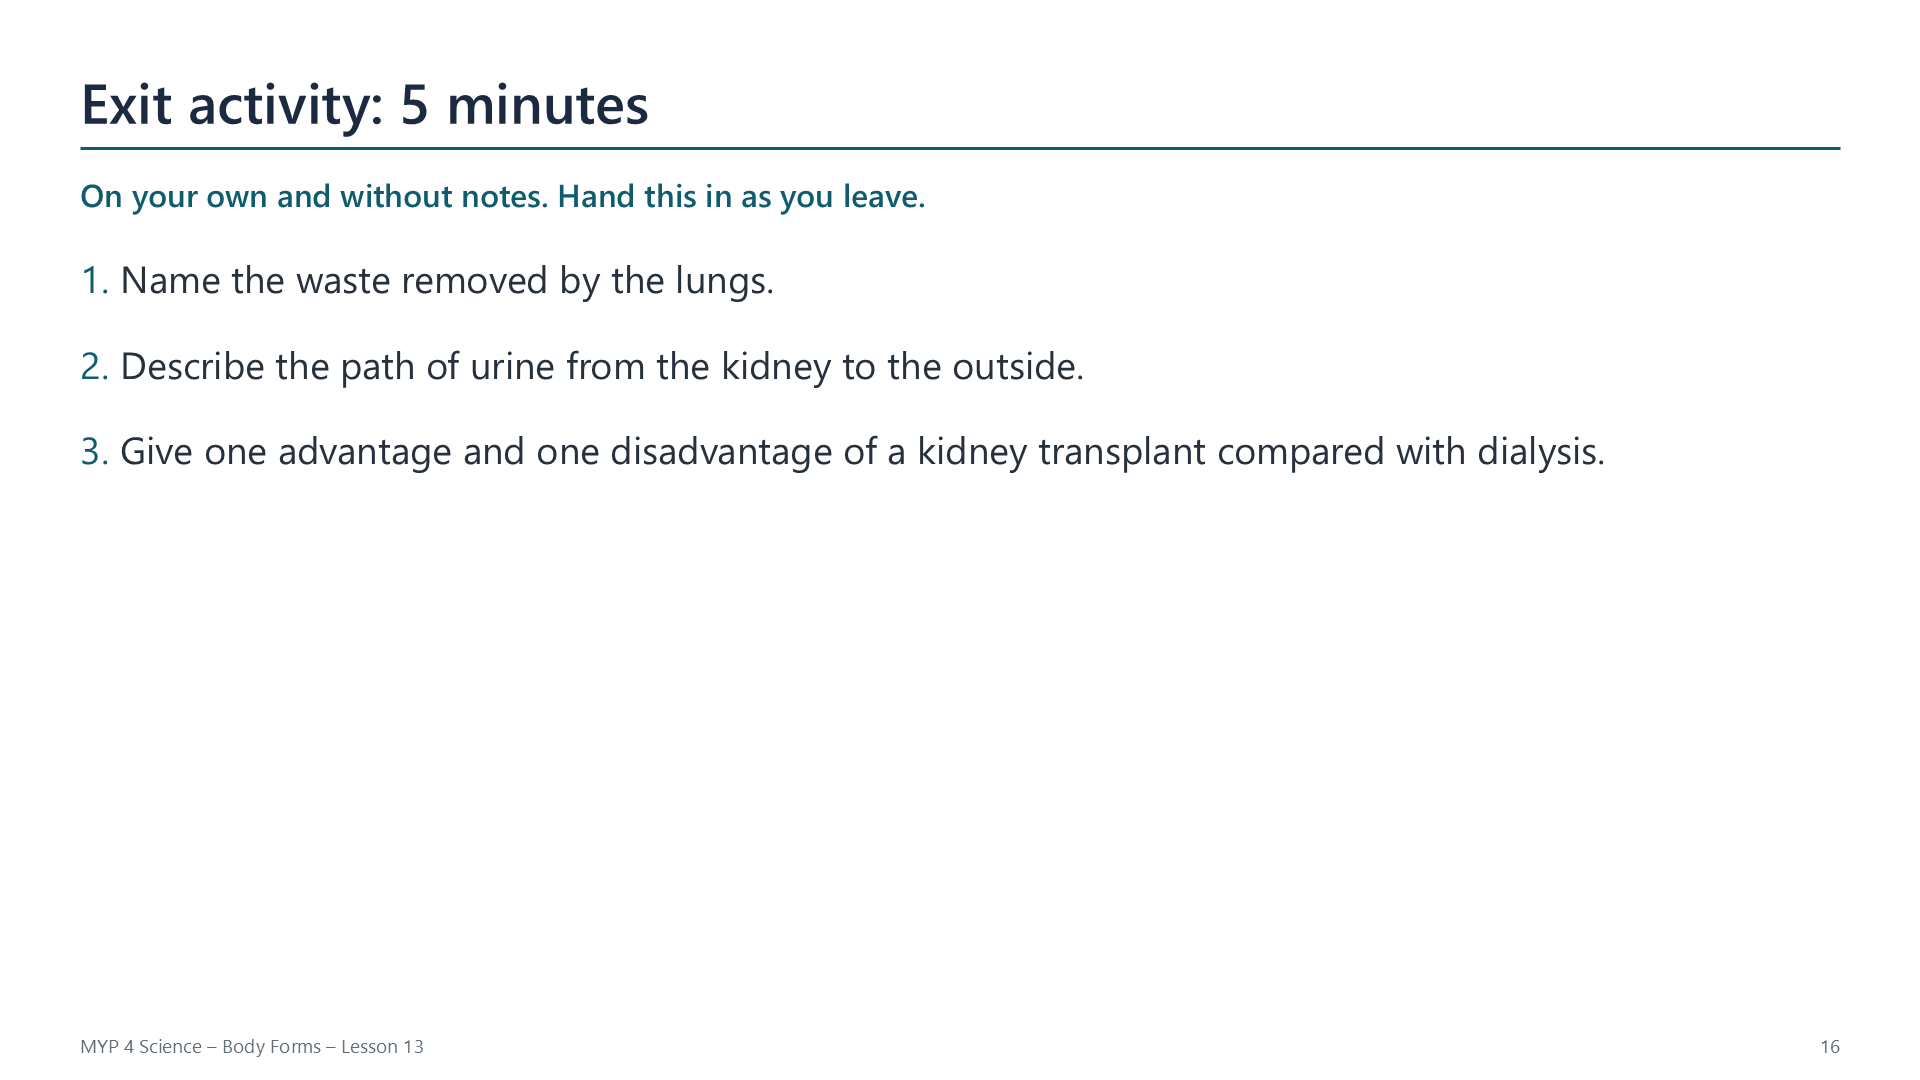 Exit activity: 5 minutes
On your own and without notes. Hand this in as you leave.
1. Name the waste removed by the lungs.
2. Describe the path of urine from the kidney to the outside.
3. Give one advantage and one disadvantage of a kidney transplant compared with dialysis.
MYP 4 Science – Body Forms – Lesson 13
16